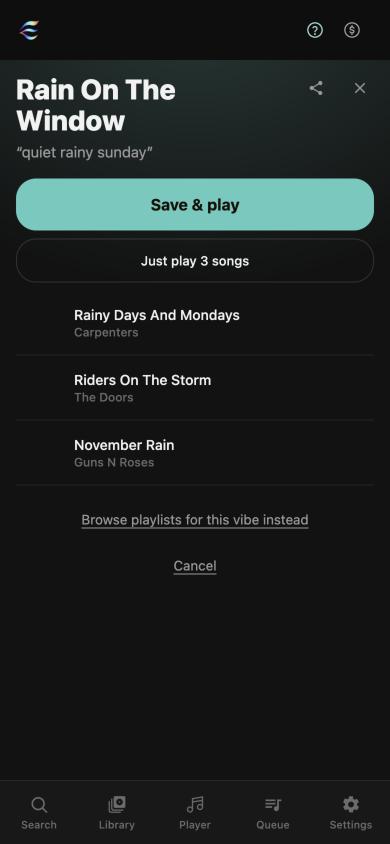 Rain On The
Window
“quiet rainy sunday”
Save & play
Just play 3 songs
Rainy Days And Mondays
Carpenters
Riders On The Storm
The Doors
November Rain
Guns N Roses
Browse playlists for this vibe instead
Cancel
Search
Library
Player
Queue
Settings